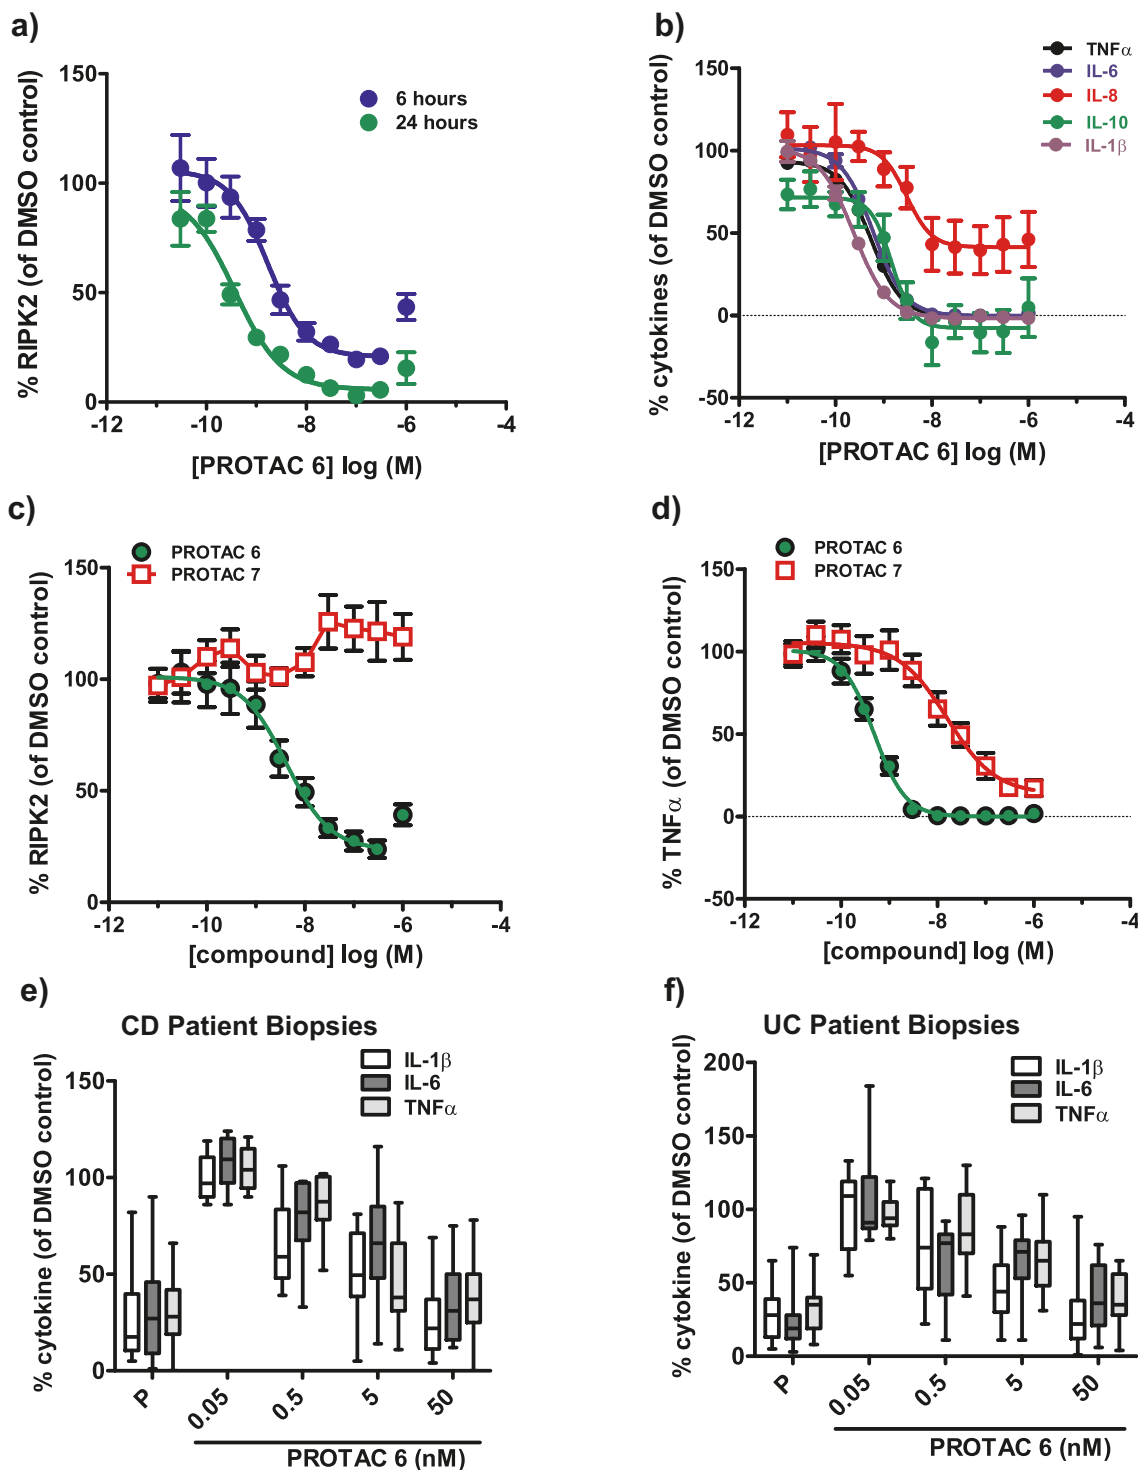 a)
% RIPK2 (of DMSO control)
150
100
50
0
6 hours
24 hours
-12
-10
-8
-6
-4
[PROTAC 6] log (M)
b)
% cytokines (of DMSO control)
150
100
50
0
-50
TNFα
IL-6
IL-8
IL-10
IL-1β
-12
-10
-8
-6
-4
[PROTAC 6] log (M)
c)
% RIPK2 (of DMSO control)
150
100
50
0
PROTAC 6
PROTAC 7
-12
-10
-8
-6
-4
[compound] log (M)
d)
% TNFα (of DMSO control)
150
100
50
0
-50
PROTAC 6
PROTAC 7
-12
-10
-8
-6
-4
[compound] log (M)
e)
CD Patient Biopsies
% cytokine (of DMSO control)
150
100
50
0
IL-1β
IL-6
TNFα
P
0.05
0.5
5
50
PROTAC 6 (nM)
f)
UC Patient Biopsies
% cytokine (of DMSO control)
200
150
100
50
0
IL-1β
IL-6
TNFα
P
0.05
0.5
5
50
PROTAC 6 (nM)